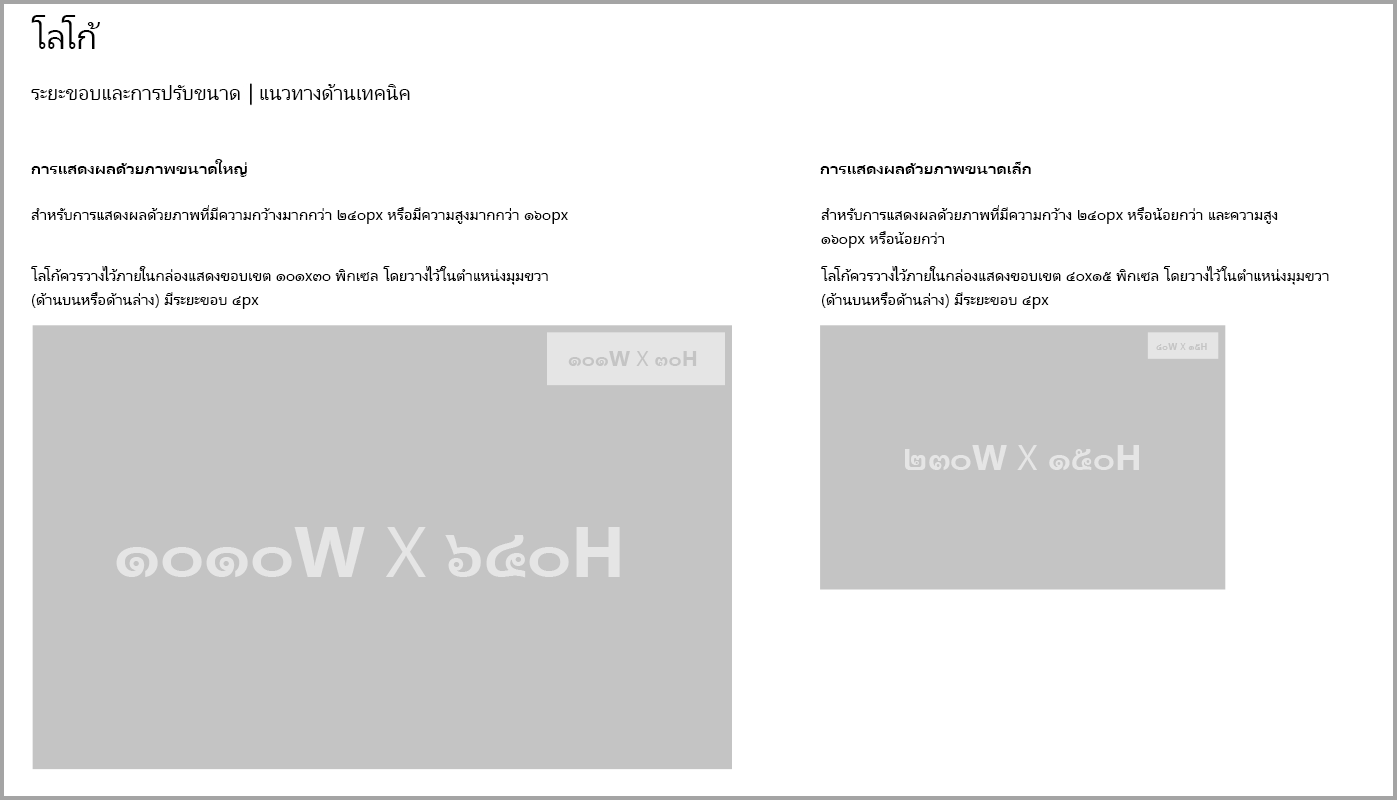 โลโก้
ระยะขอบและการปรับขนาด | แนวทางด้านเทคนิค
การแสดงผลด้วยภาพขนาดใหญ่
สำหรับการแสดงผลด้วยภาพที่มีความกว้างมากกว่า ๒๔๐px หรือมีความสูงมากกว่า ๑๖๐px
โลโก้ควรวางไว้ภายในกล่องแสดงขอบเขต ๑๐๑x๓๐ พิกเซล โดยวางไว้ในตำแหน่งมุมขวา
(ด้านบนหรือด้านล่าง) มีระยะขอบ ๔px
๑๐๑W X ๓๐H
๑๐๑๐W X ๖๔๐H
การแสดงผลด้วยภาพขนาดเล็ก
สำหรับการแสดงผลด้วยภาพที่มีความกว้าง ๒๔๐px หรือน้อยกว่า และความสูง
๑๖๐px หรือน้อยกว่า
โลโก้ควรวางไว้ภายในกล่องแสดงขอบเขต ๔๐x๑๕ พิกเซล โดยวางไว้ในตำแหน่งมุมขวา
(ด้านบนหรือด้านล่าง) มีระยะขอบ ๔px
๔๐W X ๑๕H
๒๓๐W X ๑๕๐H